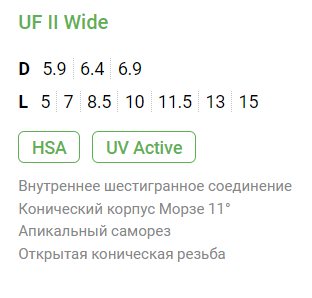 UF II Wide
D 5.9 6.4 6.9
L 5 7 8.5 10 11.5 13 15
HSA UV Active
Внутреннее шестигранное соединение
Конический корпус Морзе 11°
Апикальный саморез
Открытая коническая резьба